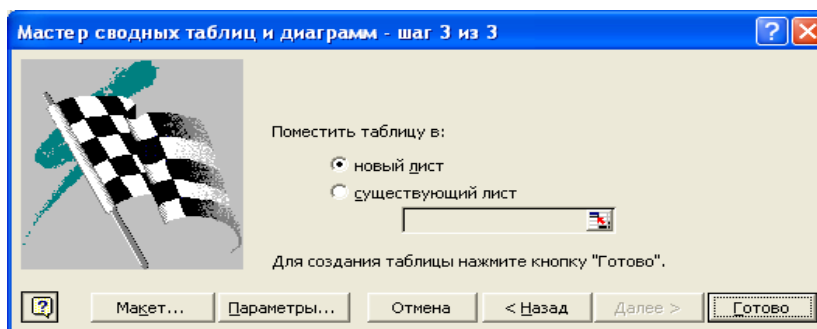 Мастер сводных таблиц и диаграмм - шаг 3 из 3
Поместить таблицу в:
новый лист
существующий лист
Для создания таблицы нажмите кнопку "Готово".
Макет... Параметры... Отмена < Назад Далее > Готово